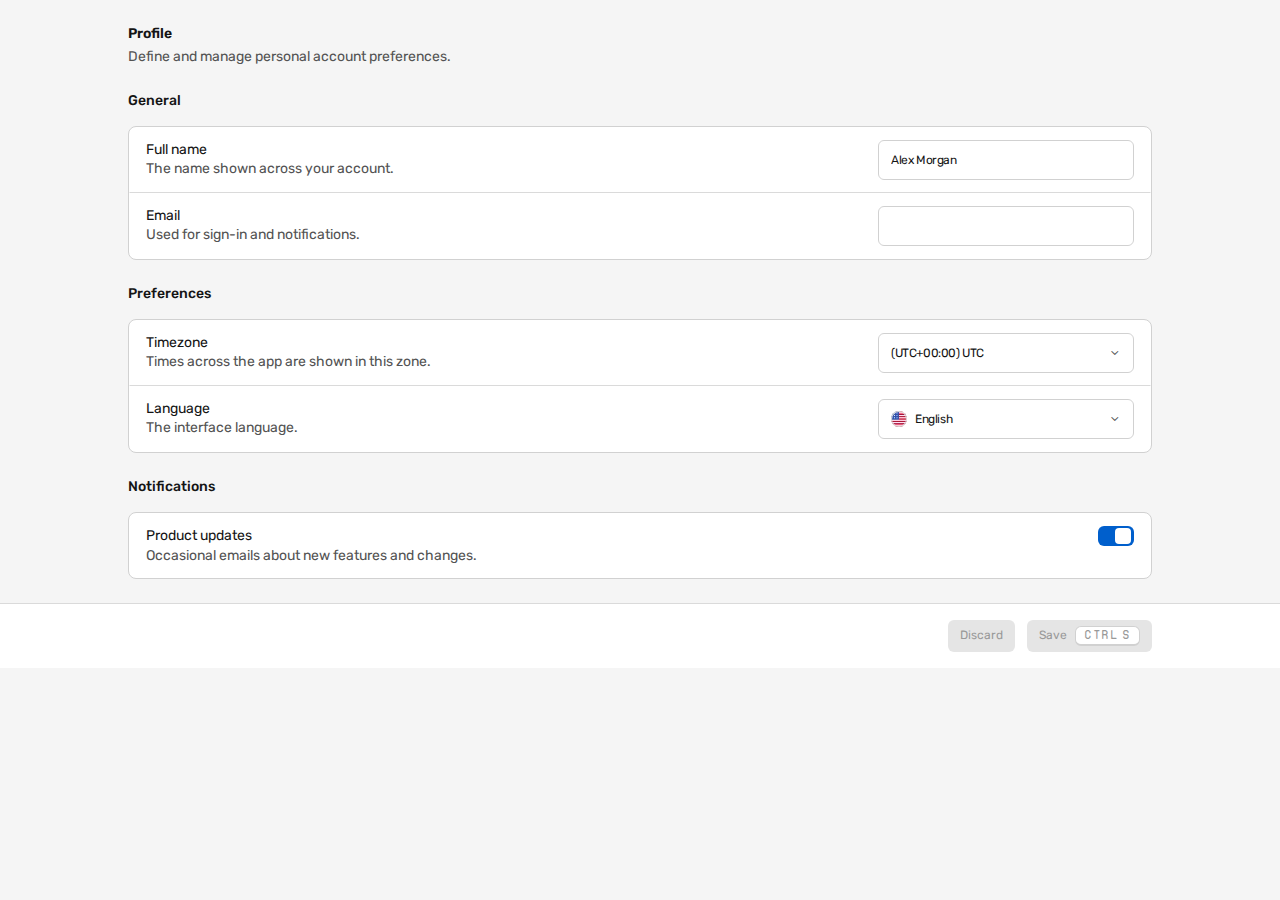 Profile
Define and manage personal account preferences.
General
Full name
The name shown across your account.
Alex Morgan
Email
Used for sign-in and notifications.
Preferences
Timezone
Times across the app are shown in this zone.
(UTC+00:00) UTC
Language
The interface language.
English
Notifications
Product updates
Occasional emails about new features and changes.
Discard
Save CTRL S